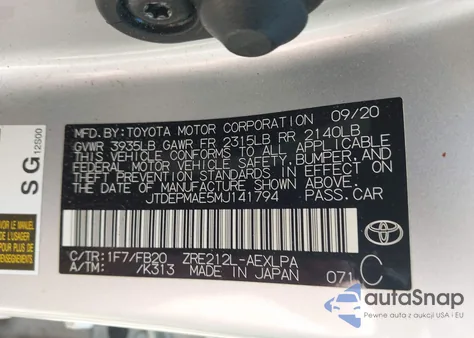 MFD. BY: TOYOTA MOTOR CORPORATION 09/20
GVWR 3935LB GAWR FR 2315LB RR 2140LB
THIS VEHICLE CONFORMS TO ALL APPLICABLE
FEDERAL MOTOR VEHICLE SAFETY, BUMPER, AND
THEFT PREVENTION STANDARDS IN EFFECT ON
THE DATE OF MANUFACTURE SHOWN ABOVE.
JTDEPMAE5MJ141794 PASS.CAR
C/TR: 1F7/FB20 ZRE212L-AEXLPA
A/TM: /K313 MADE IN JAPAN 071 C
TOYOTA
SG
12S00
autaSnap
Pewne auta z aukcji USA i EU